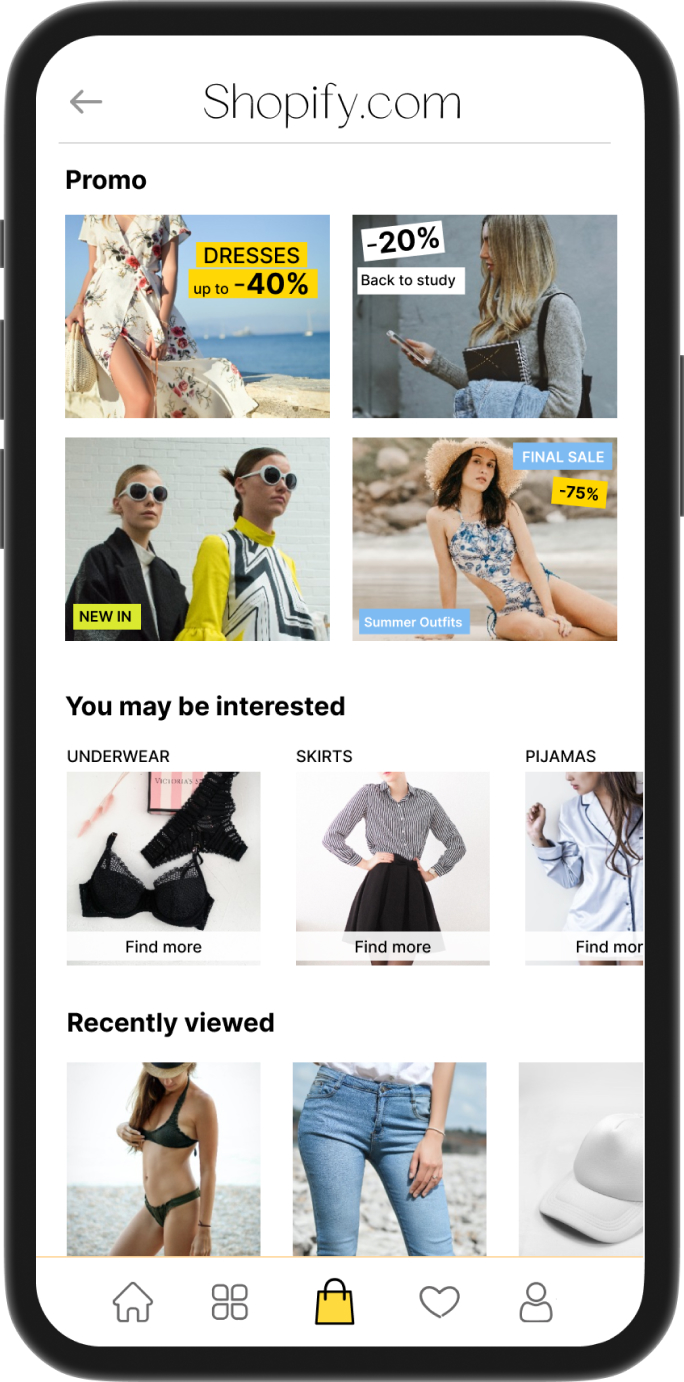 Shopify.com
Promo
DRESSES
up to -40%
-20%
Back to study
NEW IN
FINAL SALE
-75%
Summer Outfits
You may be interested
UNDERWEAR
SKIRTS
PIJAMAS
VICTORIA'S
Find more
Find more
Find mor
Recently viewed